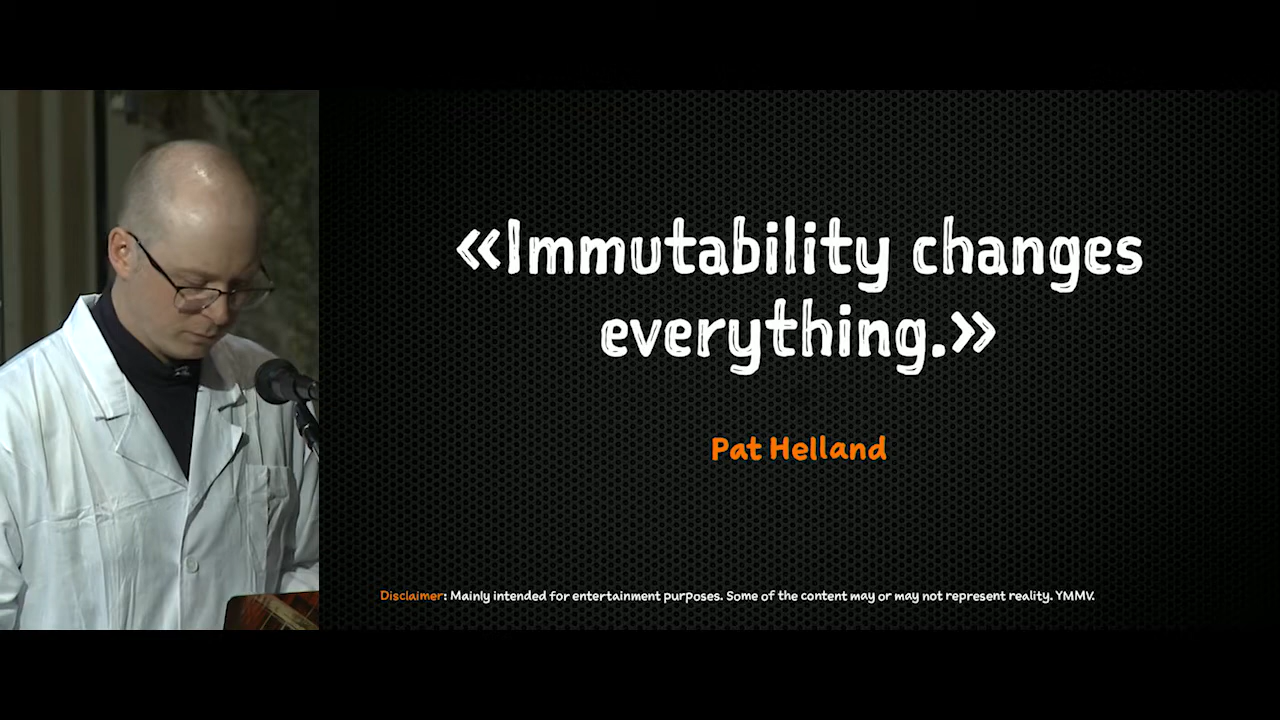 «Immutability changes
everything.»
Pat Helland
Disclaimer: Mainly intended for entertainment purposes. Some of the content may or may not represent reality. YMMV.